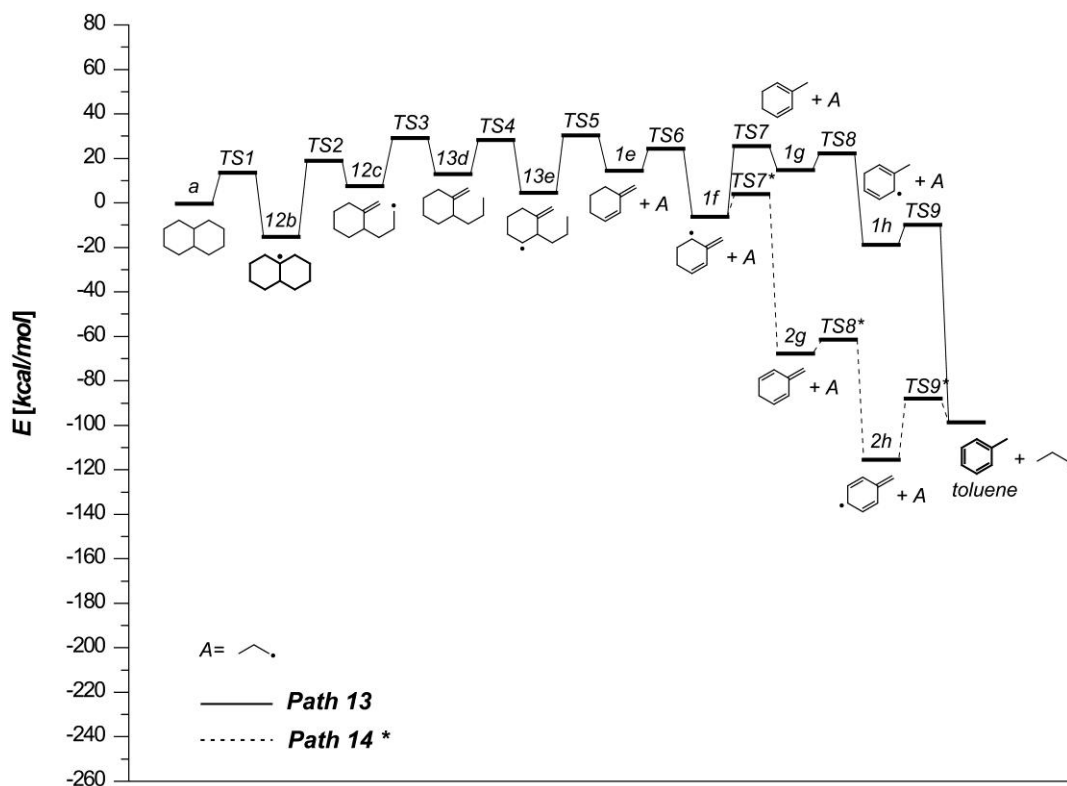 80
60
40
20
0
-20
-40
-60
-80
-100
-120
-140
-160
-180
-200
-220
-240
-260
E [kcal/mol]
a
TS1
12b
TS2
12c
TS3
13d
TS4
13e
TS5
1e
+ A
TS6
1f
+ A
TS7
TS7*
+ A
1g
TS8
+ A
1h
TS9
2g
+ A
TS8*
2h
+ A
TS9*
+
toluene
A=
Path 13
Path 14 *